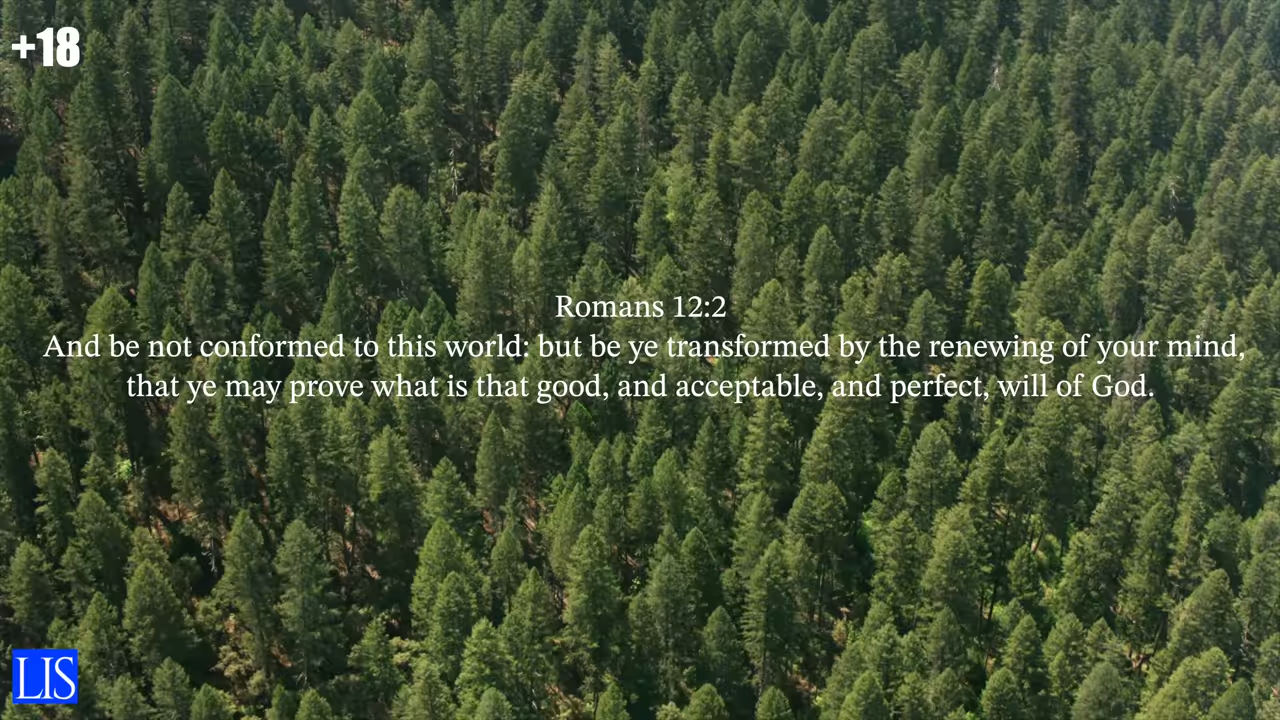 +18
Romans 12:2
And be not conformed to this world: but be ye transformed by the renewing of your mind,
that ye may prove what is that good, and acceptable, and perfect, will of God.
LIS